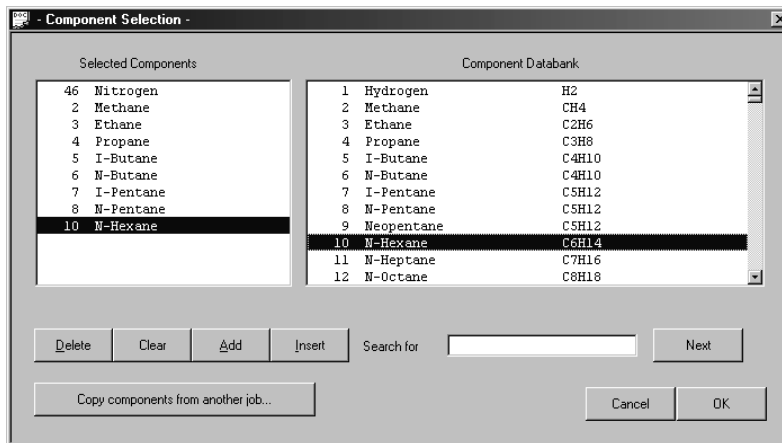 - Component Selection -
Selected Components
46 Nitrogen
2 Methane
3 Ethane
4 Propane
5 I-Butane
6 N-Butane
7 I-Pentane
8 N-Pentane
10 N-Hexane
Component Databank
1 Hydrogen H2
2 Methane CH4
3 Ethane C2H6
4 Propane C3H8
5 I-Butane C4H10
6 N-Butane C4H10
7 I-Pentane C5H12
8 N-Pentane C5H12
9 Neopentane C5H12
10 N-Hexane C6H14
11 N-Heptane C7H16
12 N-Octane C8H18
Delete Clear Add Insert Search for Next
Copy components from another job... Cancel OK